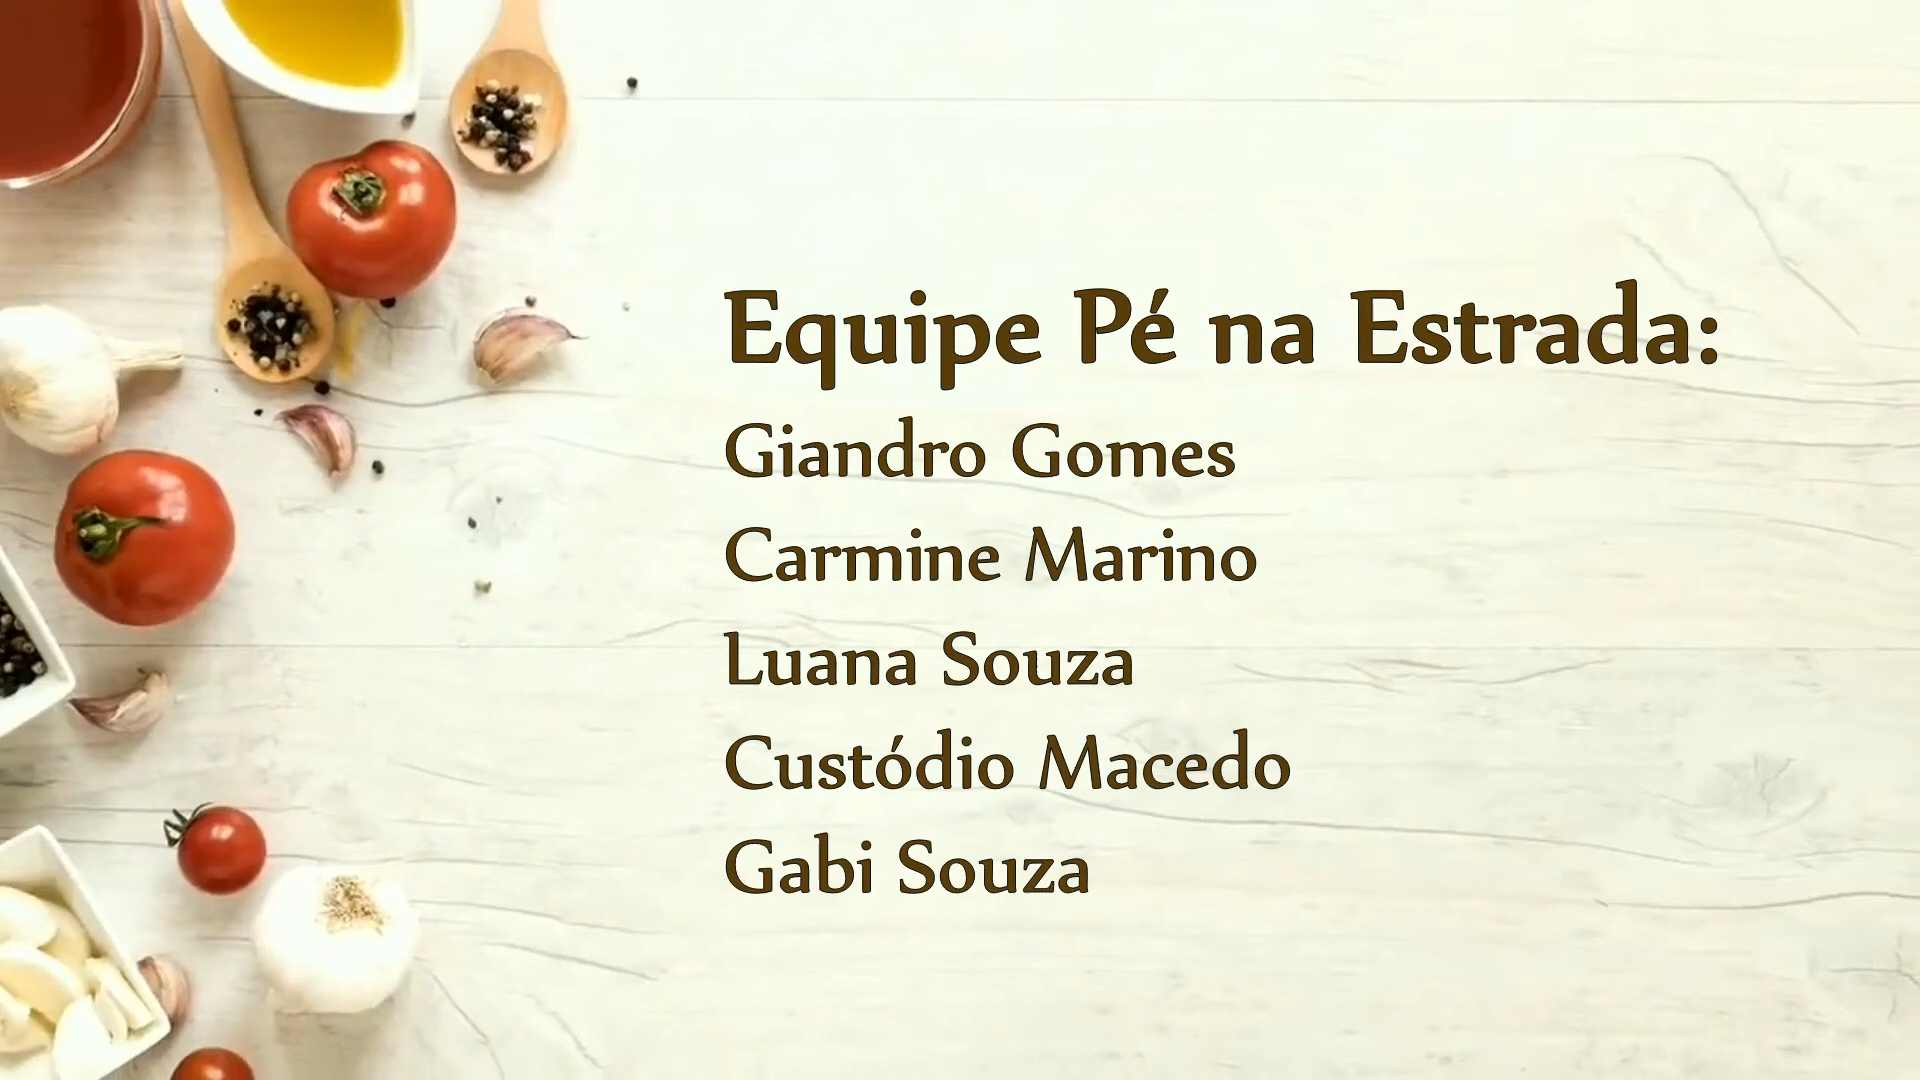 Equipe Pé na Estrada:
Giandro Gomes
Carmine Marino
Luana Souza
Custódio Macedo
Gabi Souza